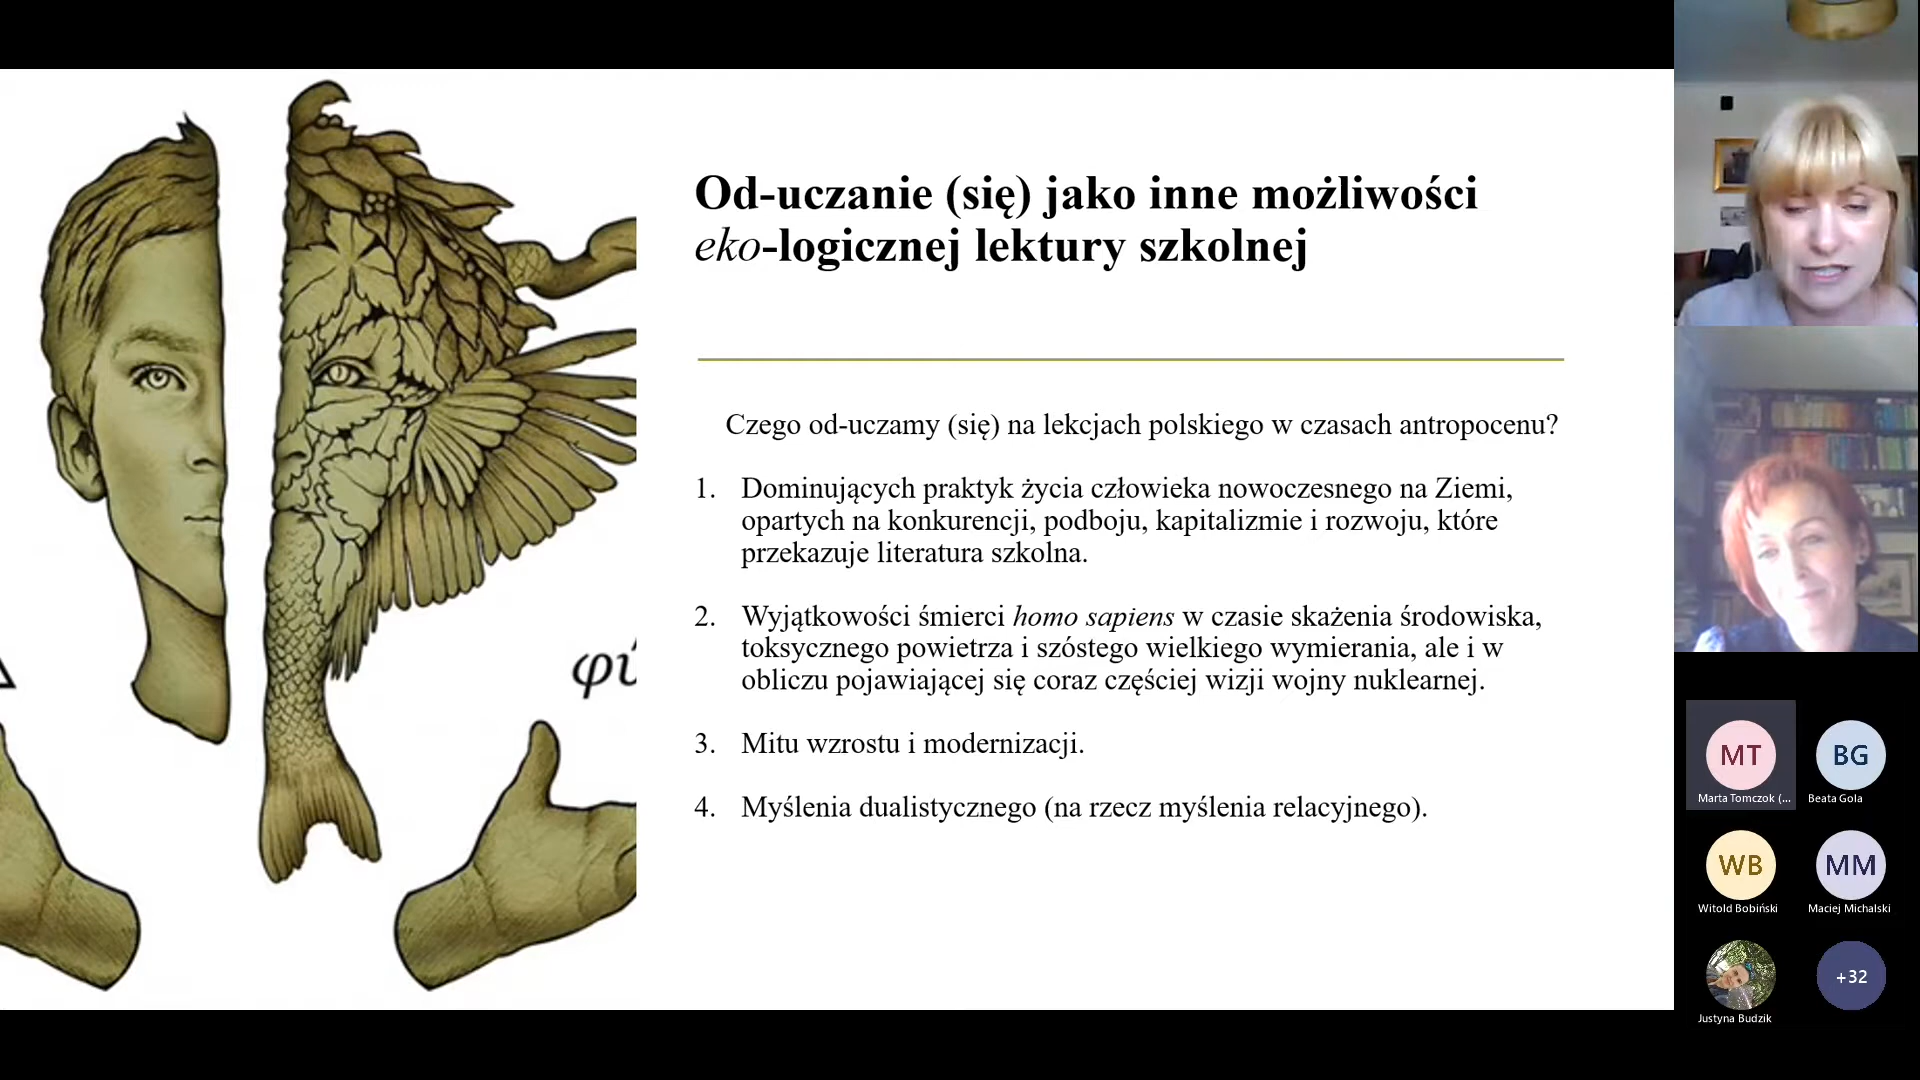 Od-uczanie (się) jako inne możliwości
eko-logicznej lektury szkolnej
Czego od-uczamy (się) na lekcjach polskiego w czasach antropocenu?
1. Dominujących praktyk życia człowieka nowoczesnego na Ziemi,
opartych na konkurencji, podboju, kapitalizmie i rozwoju, które
przekazuje literatura szkolna.
2. Wyjątkowości śmierci homo sapiens w czasie skażenia środowiska,
toksycznego powietrza i szóstego wielkiego wymierania, ale i w
obliczu pojawiającej się coraz częściej wizji wojny nuklearnej.
3. Mitu wzrostu i modernizacji.
4. Myślenia dualistycznego (na rzecz myślenia relacyjnego).
φύ
MT
Marta Tomczok (...
BG
Beata Gola
WB
Witold Bobiński
MM
Maciej Michalski
Justyna Budzik
+32